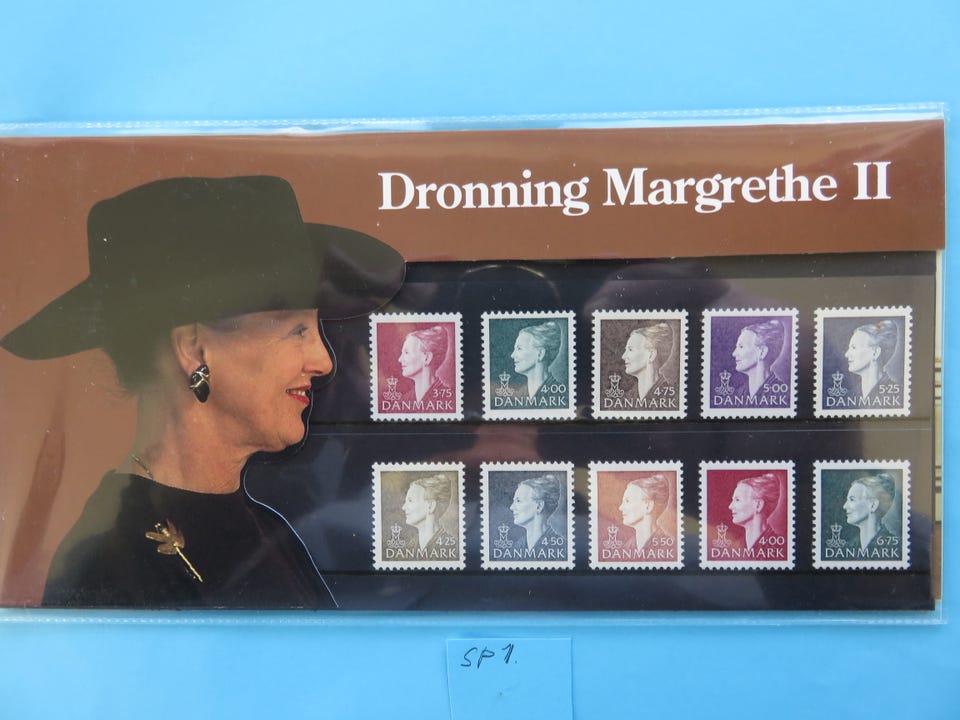 Dronning Margrethe II
3·75
DANMARK
4·00
DANMARK
4·75
DANMARK
5·00
DANMARK
5·25
DANMARK
4·25
DANMARK
4·50
DANMARK
5·50
DANMARK
4·00
DANMARK
6·75
DANMARK
SP1.